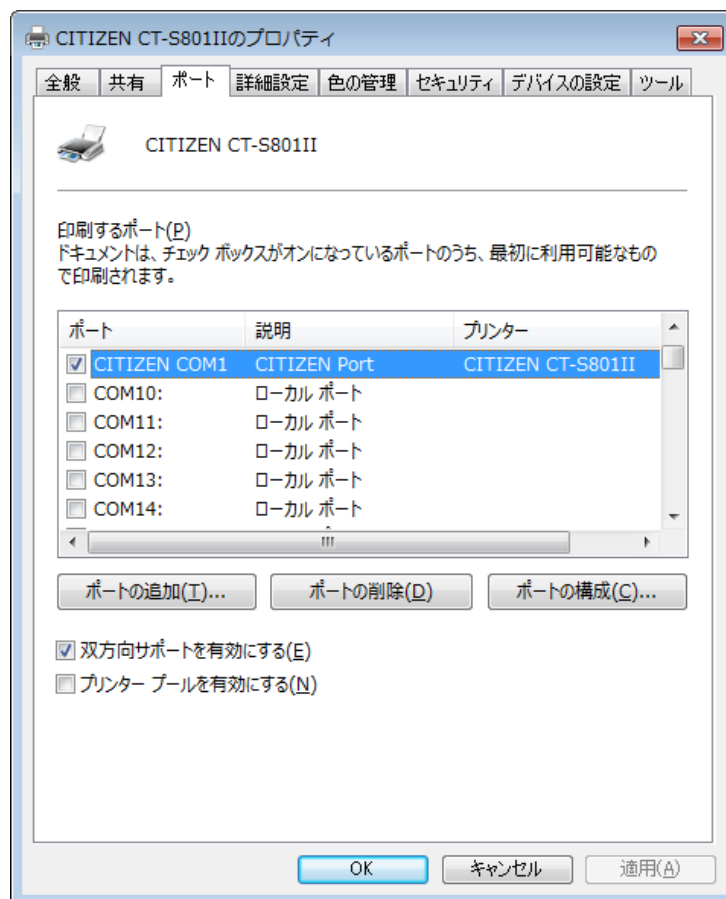 CITIZEN CT-S801IIのプロパティ
全般 共有 ポート 詳細設定 色の管理 セキュリティ デバイスの設定 ツール
CITIZEN CT-S801II
印刷するポート(P)
ドキュメントは、チェック ボックスがオンになっているポートのうち、最初に利用可能なもの
で印刷されます。
ポート 説明 プリンター
CITIZEN COM1 CITIZEN Port CITIZEN CT-S801II
COM10: ローカル ポート
COM11: ローカル ポート
COM12: ローカル ポート
COM13: ローカル ポート
COM14: ローカル ポート
ポートの追加(T)... ポートの削除(D) ポートの構成(C)...
双方向サポートを有効にする(E)
プリンター プールを有効にする(N)
OK キャンセル 適用(A)